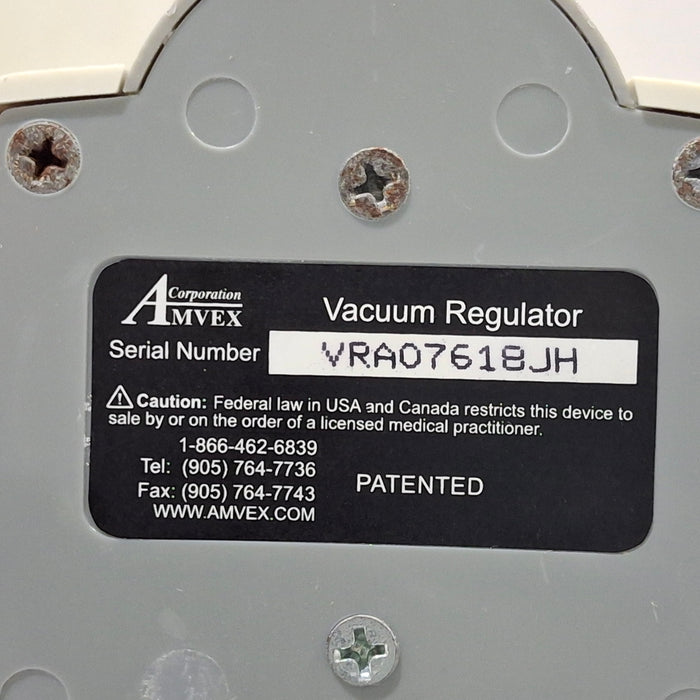 Corporation
AMVEX
Vacuum Regulator
Serial Number VRA07618JH
Caution: Federal law in USA and Canada restricts this device to
sale by or on the order of a licensed medical practitioner.
1-866-462-6839
Tel: (905) 764-7736
Fax: (905) 764-7743
WWW.AMVEX.COM
PATENTED